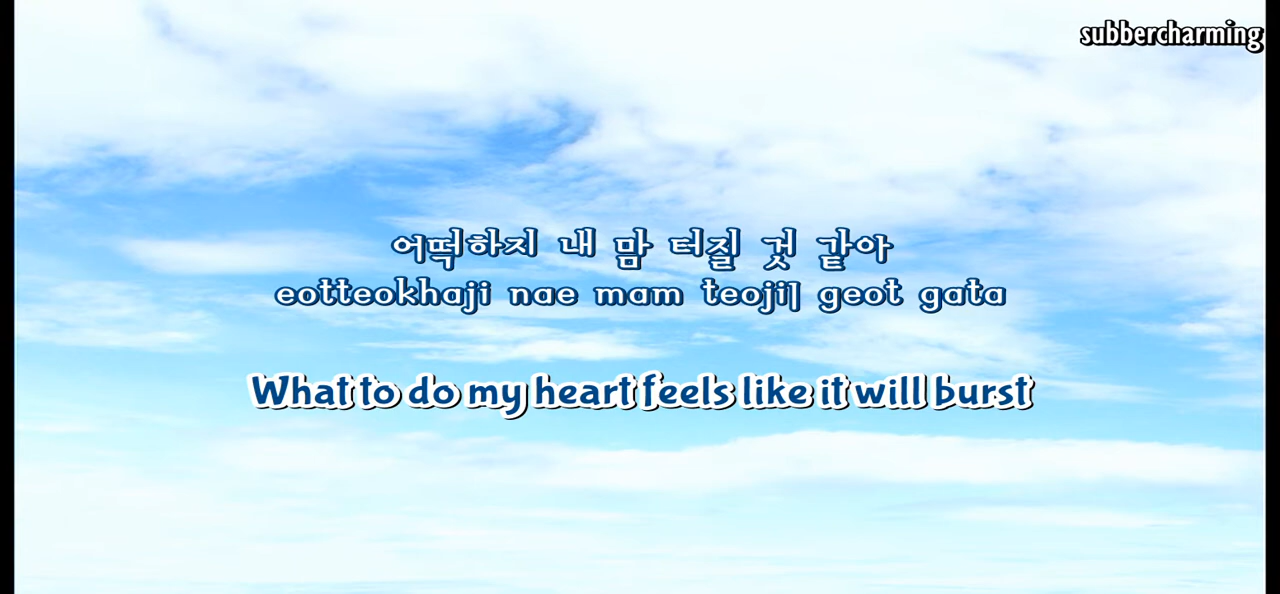 subbercharming
어떡하지 내 맘 터질 것 같아
eotteokhaji nae mam teojil geot gata
What to do my heart feels like it will burst